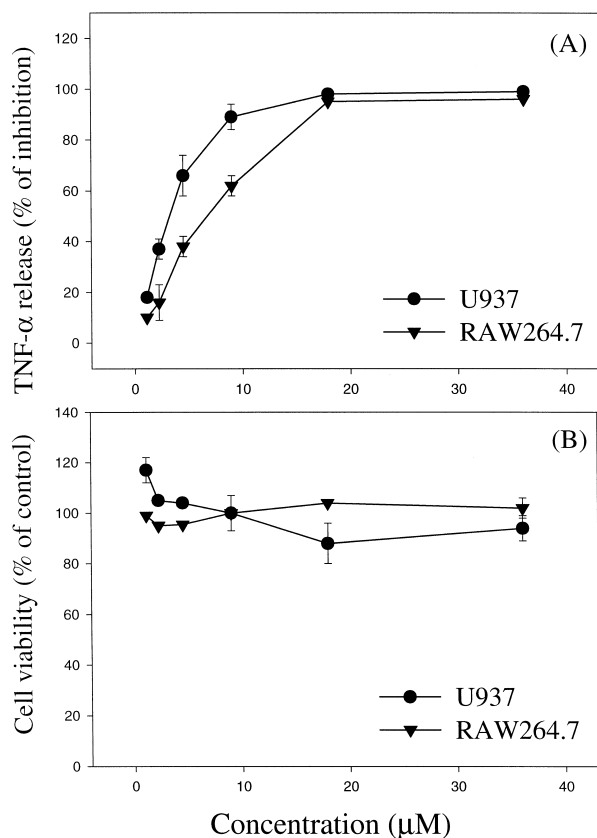 (A)
TNF-α release (% of inhibition)
120
100
80
60
40
20
0
U937
RAW264.7
0 10 20 30 40
(B)
Cell viability (% of control)
140
120
100
80
60
40
20
0
U937
RAW264.7
0 10 20 30 40
Concentration (μM)